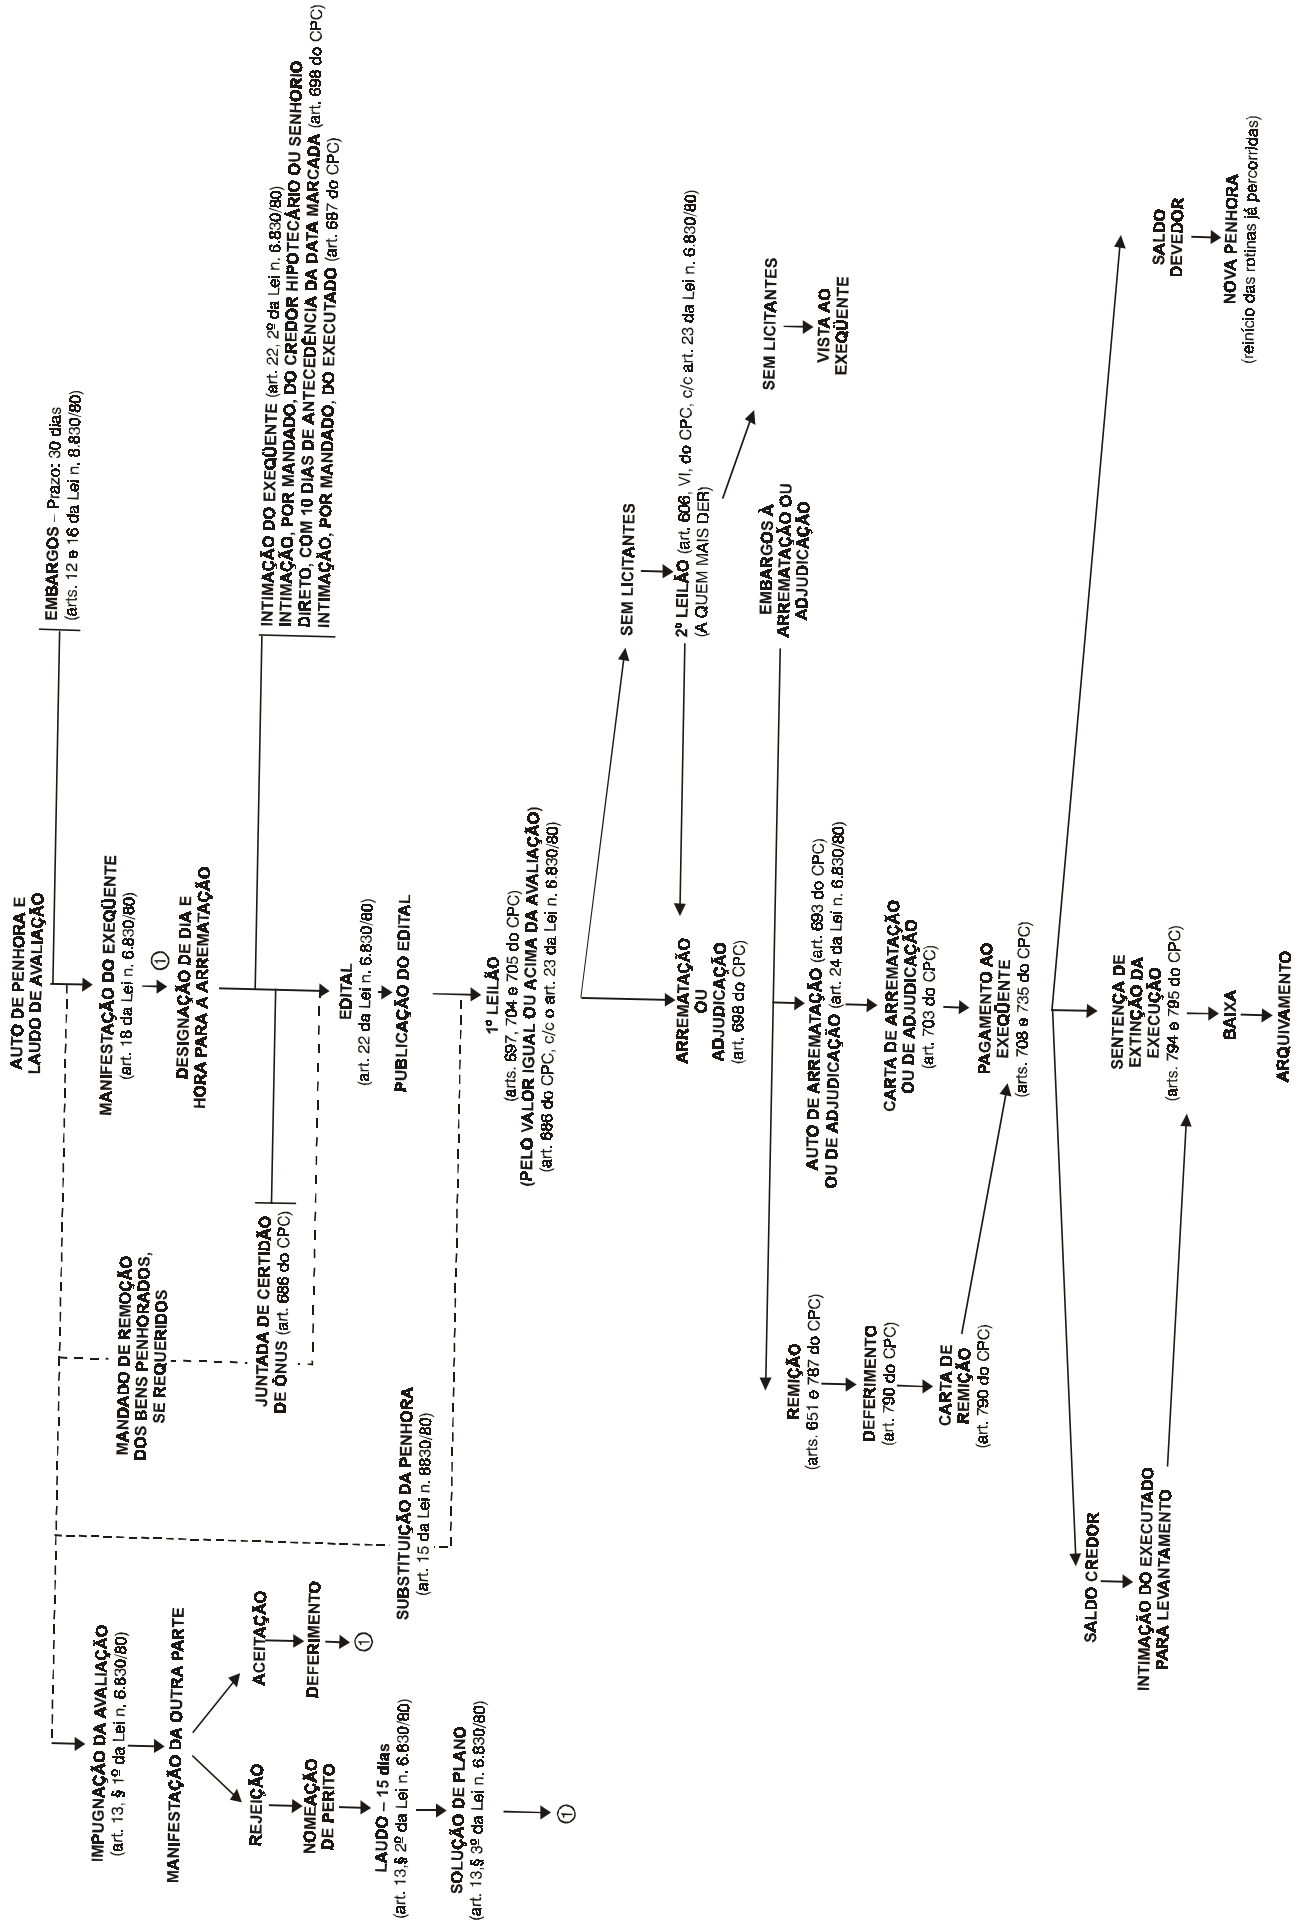 AUTO DE PENHORA E
LAUDO DE AVALIAÇÃO
EMBARGOS – Prazo: 30 dias
(arts. 12 e 16 da Lei n. 8.830/80)
IMPUGNAÇÃO DA AVALIAÇÃO
(art. 13, § 1º da Lei n. 6.830/80)
MANDADO DE REMOÇÃO
DOS BENS PENHORADOS,
SE REQUERIDOS
MANIFESTAÇÃO DO EXEQÜENTE
(art. 18 da Lei n. 6.830/80)
1
MANIFESTAÇÃO DA OUTRA PARTE
DESIGNAÇÃO DE DIA E
HORA PARA A ARREMATAÇÃO
REJEIÇÃO
ACEITAÇÃO
JUNTADA DE CERTIDÃO
DE ÔNUS (art. 686 do CPC)
INTIMAÇÃO DO EXEQÜENTE (art. 22, 2º da Lei n. 6.830/80)
INTIMAÇÃO, POR MANDADO, DO CREDOR HIPOTECÁRIO OU SENHORIO
DIRETO, COM 10 DIAS DE ANTECEDÊNCIA DA DATA MARCADA (art. 698 do CPC)
INTIMAÇÃO, POR MANDADO, DO EXECUTADO (art. 687 do CPC)
NOMEAÇÃO
DE PERITO
DEFERIMENTO
1
EDITAL
(art. 22 da Lei n. 6.830/80)
LAUDO – 15 dias
(art. 13,§ 2º da Lei n. 6.830/80)
SUBSTITUIÇÃO DA PENHORA
(art. 15 da Lei n. 6830/80)
PUBLICAÇÃO DO EDITAL
SOLUÇÃO DE PLANO
(art. 13,§ 3º da Lei n. 6.830/80)
1
1º LEILÃO
(arts. 697, 704 e 705 do CPC)
(PELO VALOR IGUAL OU ACIMA DA AVALIAÇÃO)
(art. 686 do CPC, c/c o art. 23 da Lei n. 6.830/80)
SEM LICITANTES
ARREMATAÇÃO
OU
ADJUDICAÇÃO
(art. 698 do CPC)
2º LEILÃO (art. 606, VI, do CPC, c/c art. 23 da Lei n. 6.830/80)
(A QUEM MAIS DER)
EMBARGOS À
ARREMATAÇÃO OU
ADJUDICAÇÃO
SEM LICITANTES
VISTA AO
EXEQÜENTE
REMIÇÃO
(arts. 651 e 787 do CPC)
AUTO DE ARREMATAÇÃO (art. 693 do CPC)
OU DE ADJUDICAÇÃO (art. 24 da Lei n. 6.830/80)
DEFERIMENTO
(art. 790 do CPC)
CARTA DE ARREMATAÇÃO
OU DE ADJUDICAÇÃO
(art. 703 do CPC)
CARTA DE
REMIÇÃO
(art. 790 do CPC)
PAGAMENTO AO
EXEQÜENTE
(arts. 708 e 735 do CPC)
SALDO CREDOR
SENTENÇA DE
EXTINÇÃO DA
EXECUÇÃO
(arts. 794 e 795 do CPC)
SALDO
DEVEDOR
INTIMAÇÃO DO EXECUTADO
PARA LEVANTAMENTO
BAIXA
NOVA PENHORA
(reinício das rotinas já percorridas)
ARQUIVAMENTO